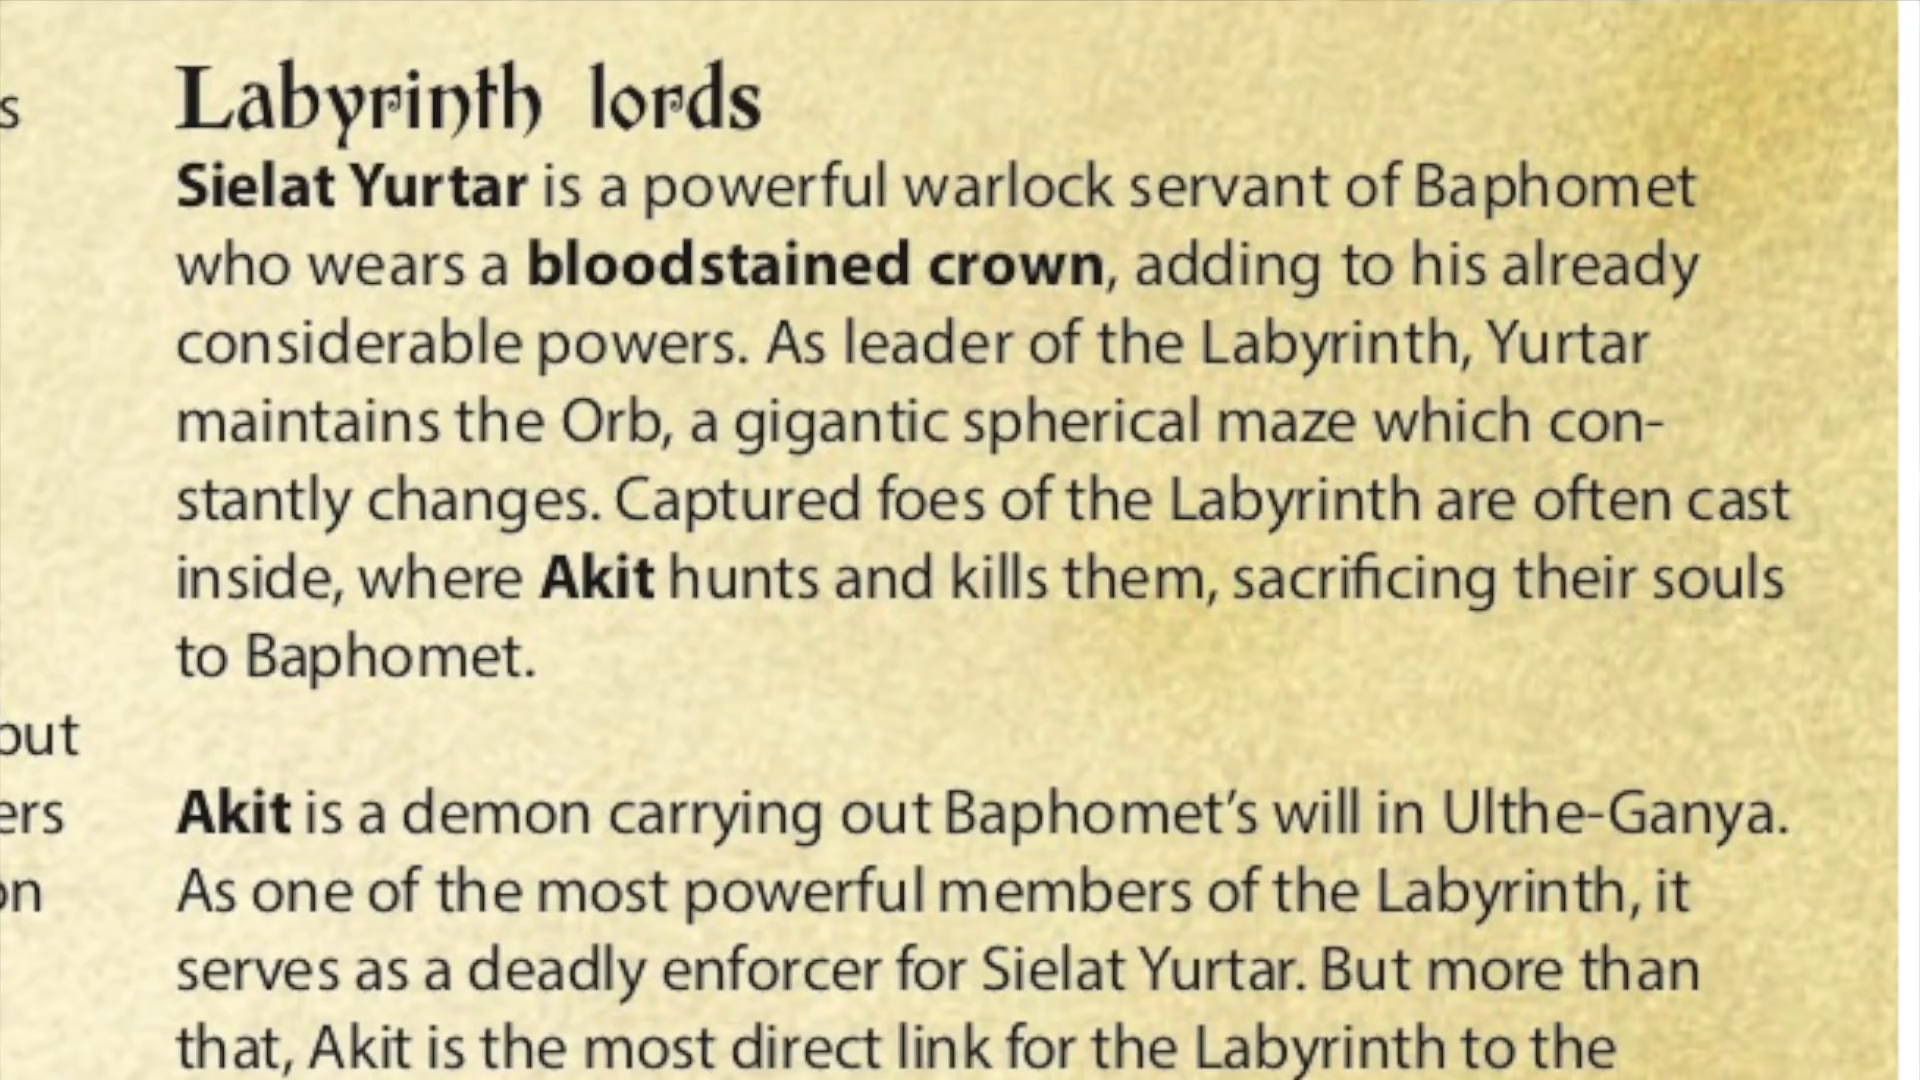 Labyrinth lords
Sielat Yurtar is a powerful warlock servant of Baphomet
who wears a bloodstained crown, adding to his already
considerable powers. As leader of the Labyrinth, Yurtar
maintains the Orb, a gigantic spherical maze which con-
stantly changes. Captured foes of the Labyrinth are often cast
inside, where Akit hunts and kills them, sacrificing their souls
to Baphomet.
Akit is a demon carrying out Baphomet’s will in Ulthe-Ganya.
As one of the most powerful members of the Labyrinth, it
serves as a deadly enforcer for Sielat Yurtar. But more than
that, Akit is the most direct link for the Labyrinth to the